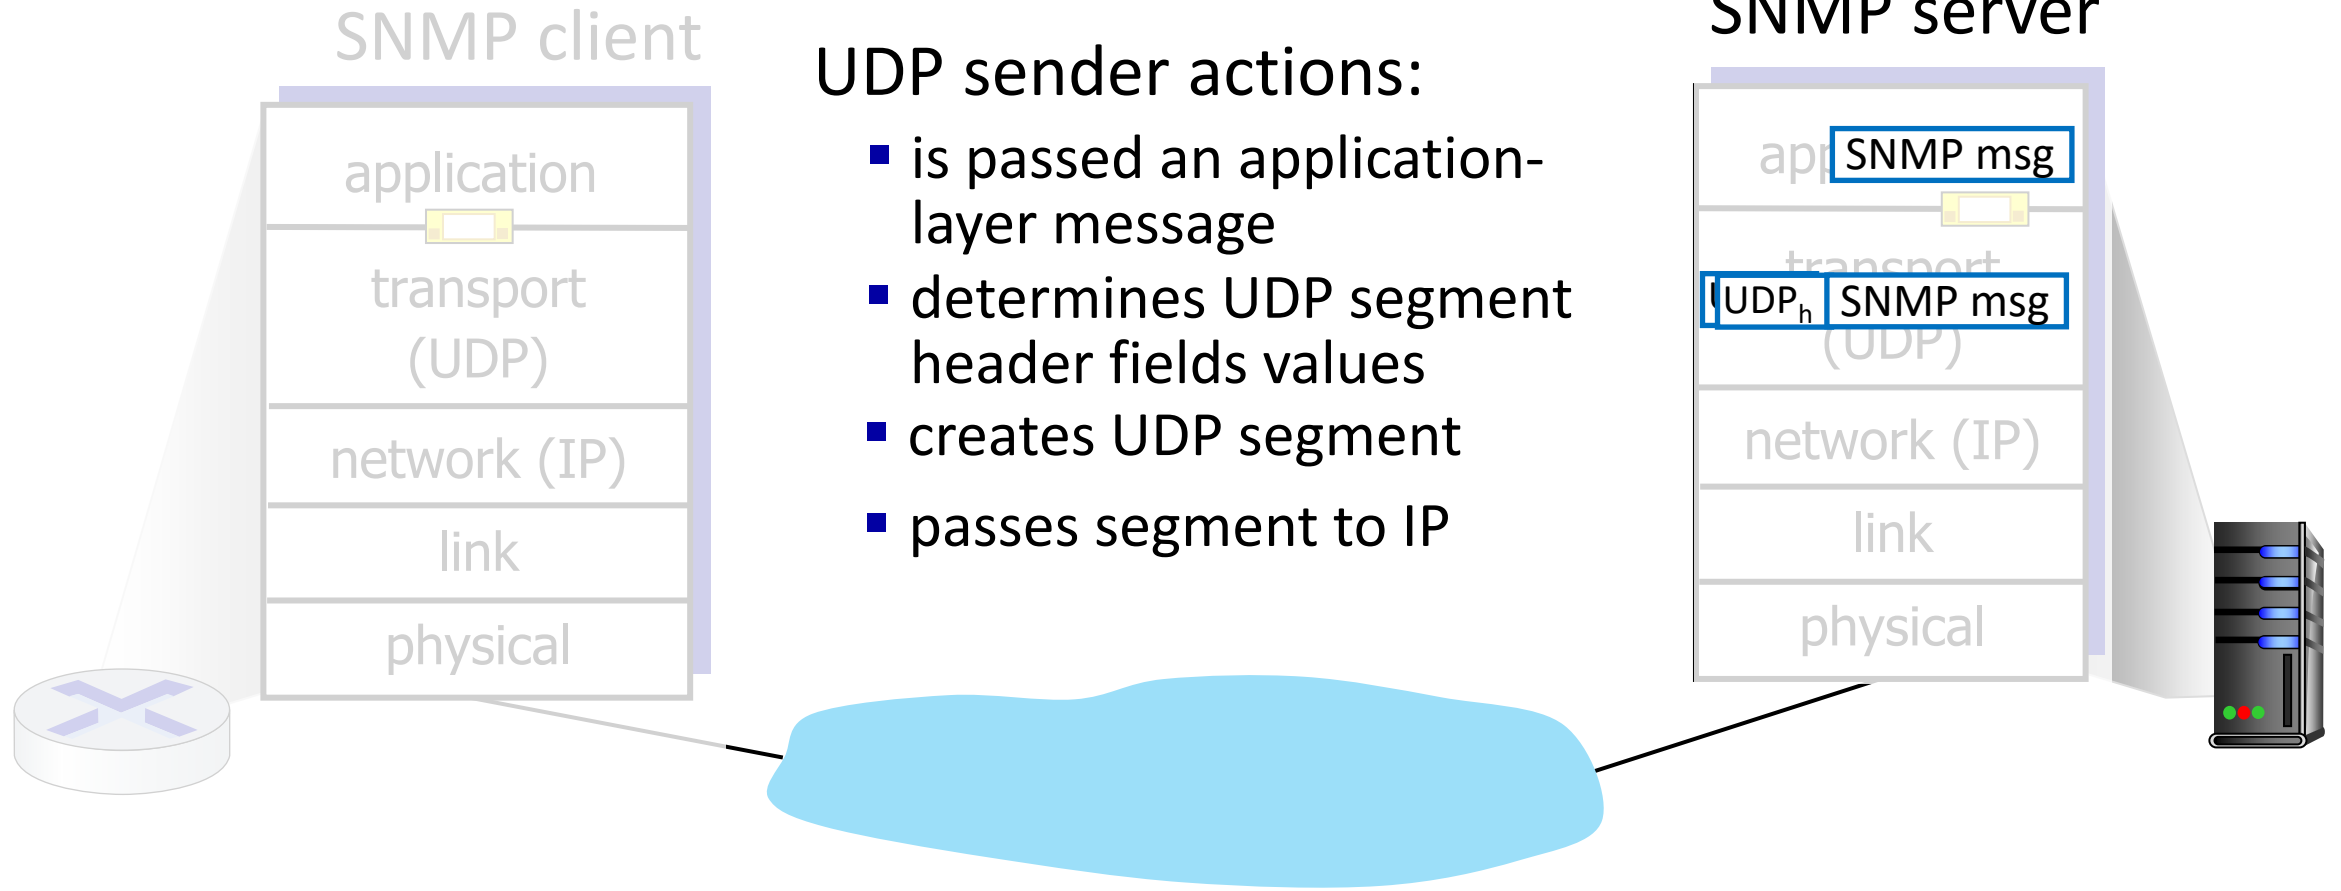 SNMP client
application
transport
(UDP)
network (IP)
link
physical
UDP sender actions:
▪ is passed an application-
layer message
▪ determines UDP segment
header fields values
▪ creates UDP segment
▪ passes segment to IP
SNMP server
SNMP msg
transport
UDPh SNMP msg
(UDP)
network (IP)
link
physical